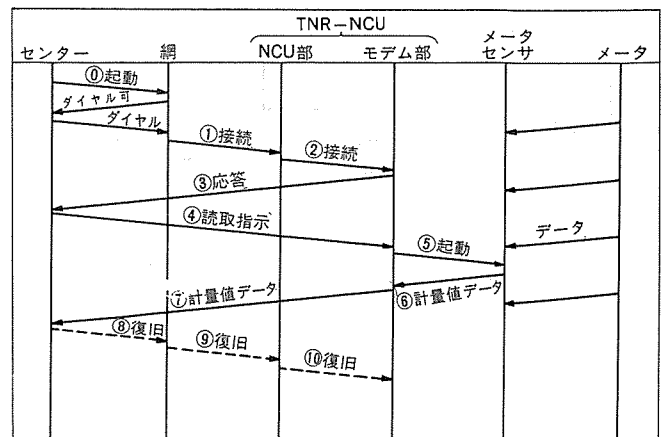 TNR－NCU
センター
網
NCU部
モデム部
メータ
センサ
メータ
⓪起動
ダイヤル可
ダイヤル
①接続
②接続
③応答
④読取指示
⑤起動
データ
⑥計量値データ
⑦計量値データ
⑧復旧
⑨復旧
⑩復旧